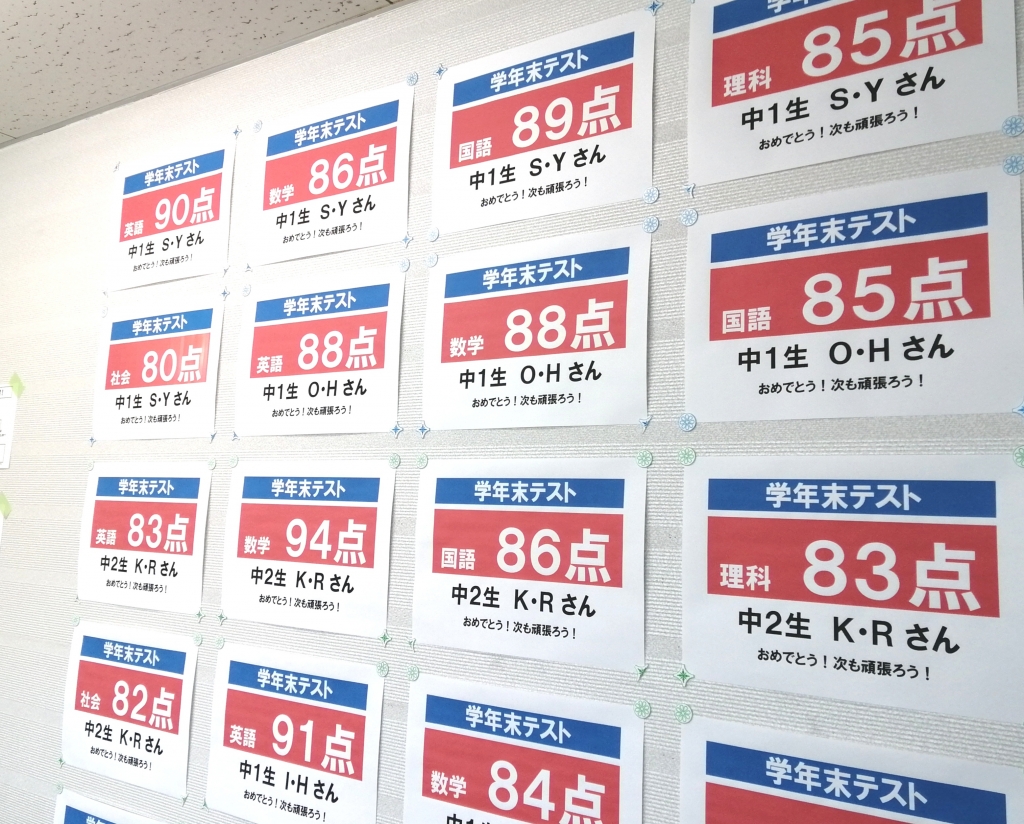 学年末テスト
英語 90点
中1生 S・Yさん
おめでとう！次も頑張ろう！
学年末テスト
数学 86点
中1生 S・Yさん
おめでとう！次も頑張ろう！
学年末テスト
国語 89点
中1生 S・Yさん
おめでとう！次も頑張ろう！
理科 85点
中1生 S・Yさん
おめでとう！次も頑張ろう！
学年末テスト
社会 80点
中1生 S・Yさん
おめでとう！次も頑張ろう！
学年末テスト
英語 88点
中1生 O・Hさん
おめでとう！次も頑張ろう！
学年末テスト
数学 88点
中1生 O・Hさん
おめでとう！次も頑張ろう！
学年末テスト
国語 85点
中1生 O・Hさん
おめでとう！次も頑張ろう！
学年末テスト
英語 83点
中2生 K・Rさん
おめでとう！次も頑張ろう！
学年末テスト
数学 94点
中2生 K・Rさん
おめでとう！次も頑張ろう！
学年末テスト
国語 86点
中2生 K・Rさん
おめでとう！次も頑張ろう！
学年末テスト
理科 83点
中2生 K・Rさん
おめでとう！次も頑張ろう！
学年末テスト
社会 82点
中2生 K・Rさん
おめでとう！次も頑張ろう！
学年末テスト
英語 91点
中1生 I・Hさん
おめでとう！次も頑張ろう！
学年末テスト
数学 84点
学年末テスト